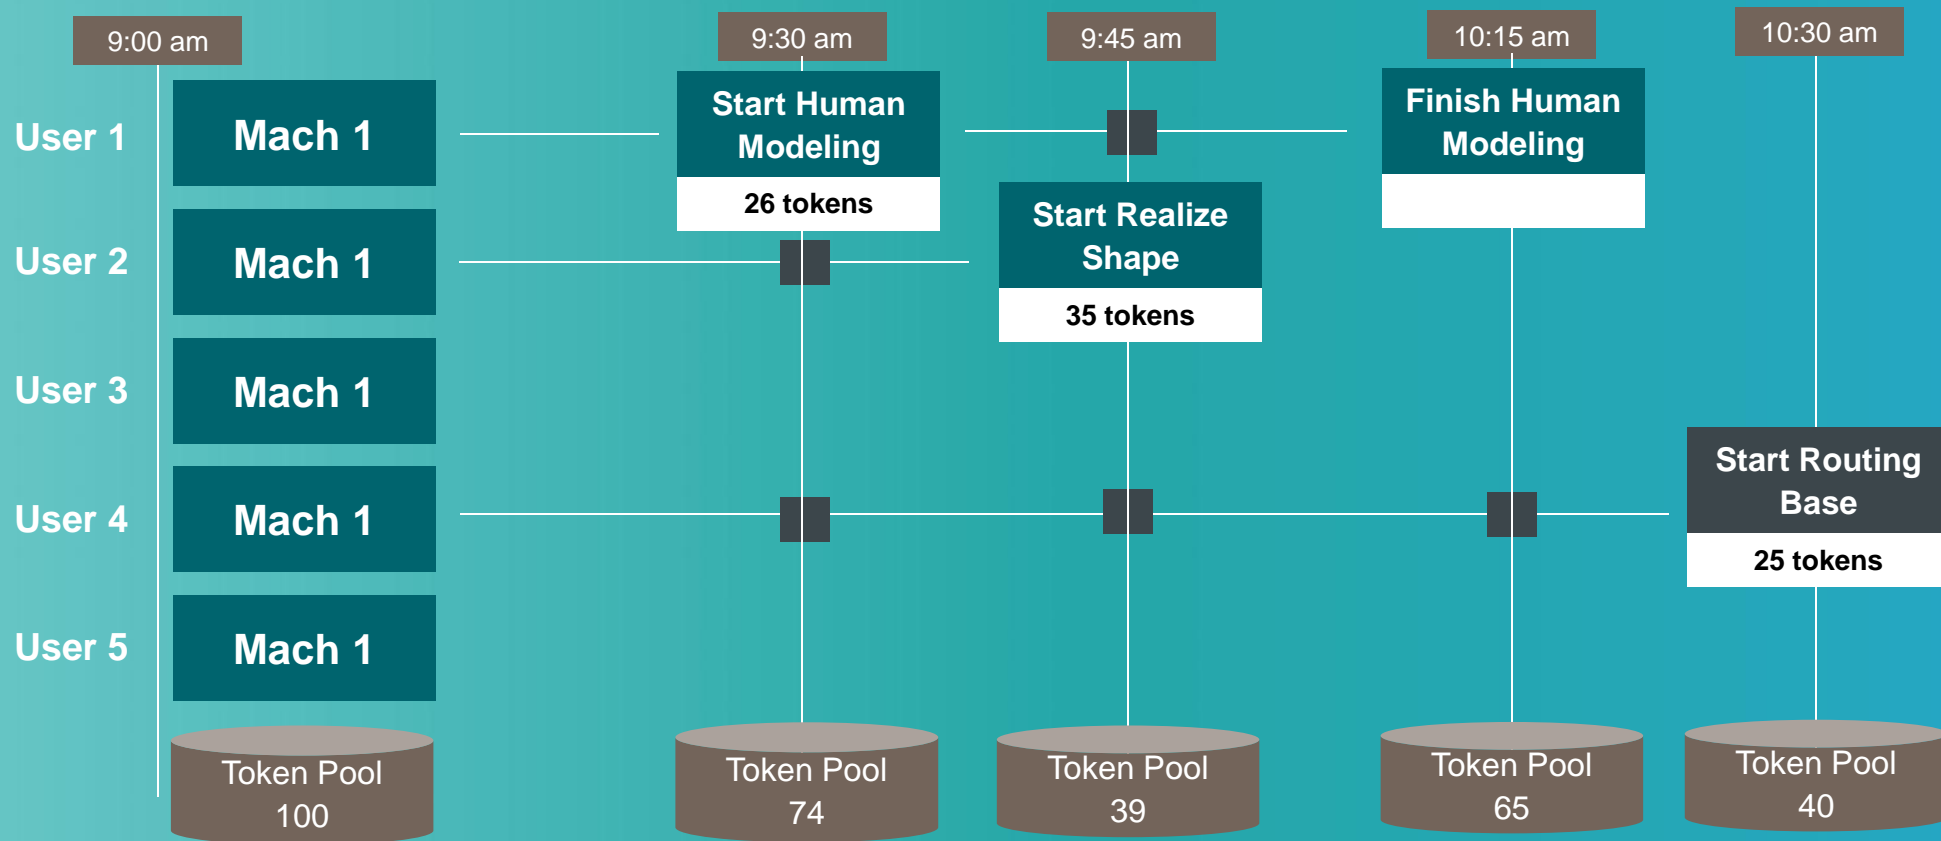 9:00 am
9:30 am
9:45 am
10:15 am
10:30 am
User 1
Mach 1
Start Human
Modeling
26 tokens
Finish Human
Modeling
User 2
Mach 1
Start Realize
Shape
35 tokens
User 3
Mach 1
User 4
Mach 1
Start Routing
Base
25 tokens
User 5
Mach 1
Token Pool
100
Token Pool
74
Token Pool
39
Token Pool
65
Token Pool
40